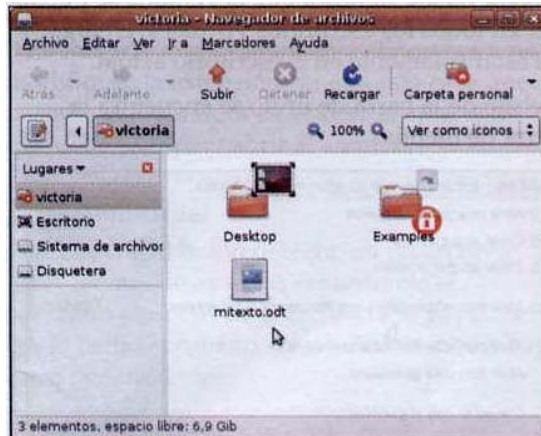 victoria - Navegador de archivos
Archivo Editar Ver Ir a Marcadores Ayuda
Atrás Adelante Subir Detener Recargar Carpeta personal
victoria 100% Ver como iconos
Lugares
victoria
Escritorio
Sistema de archivos
Disquetera
Desktop
Examples
mitexto.odt
3 elementos, espacio libre: 6,9 Gib